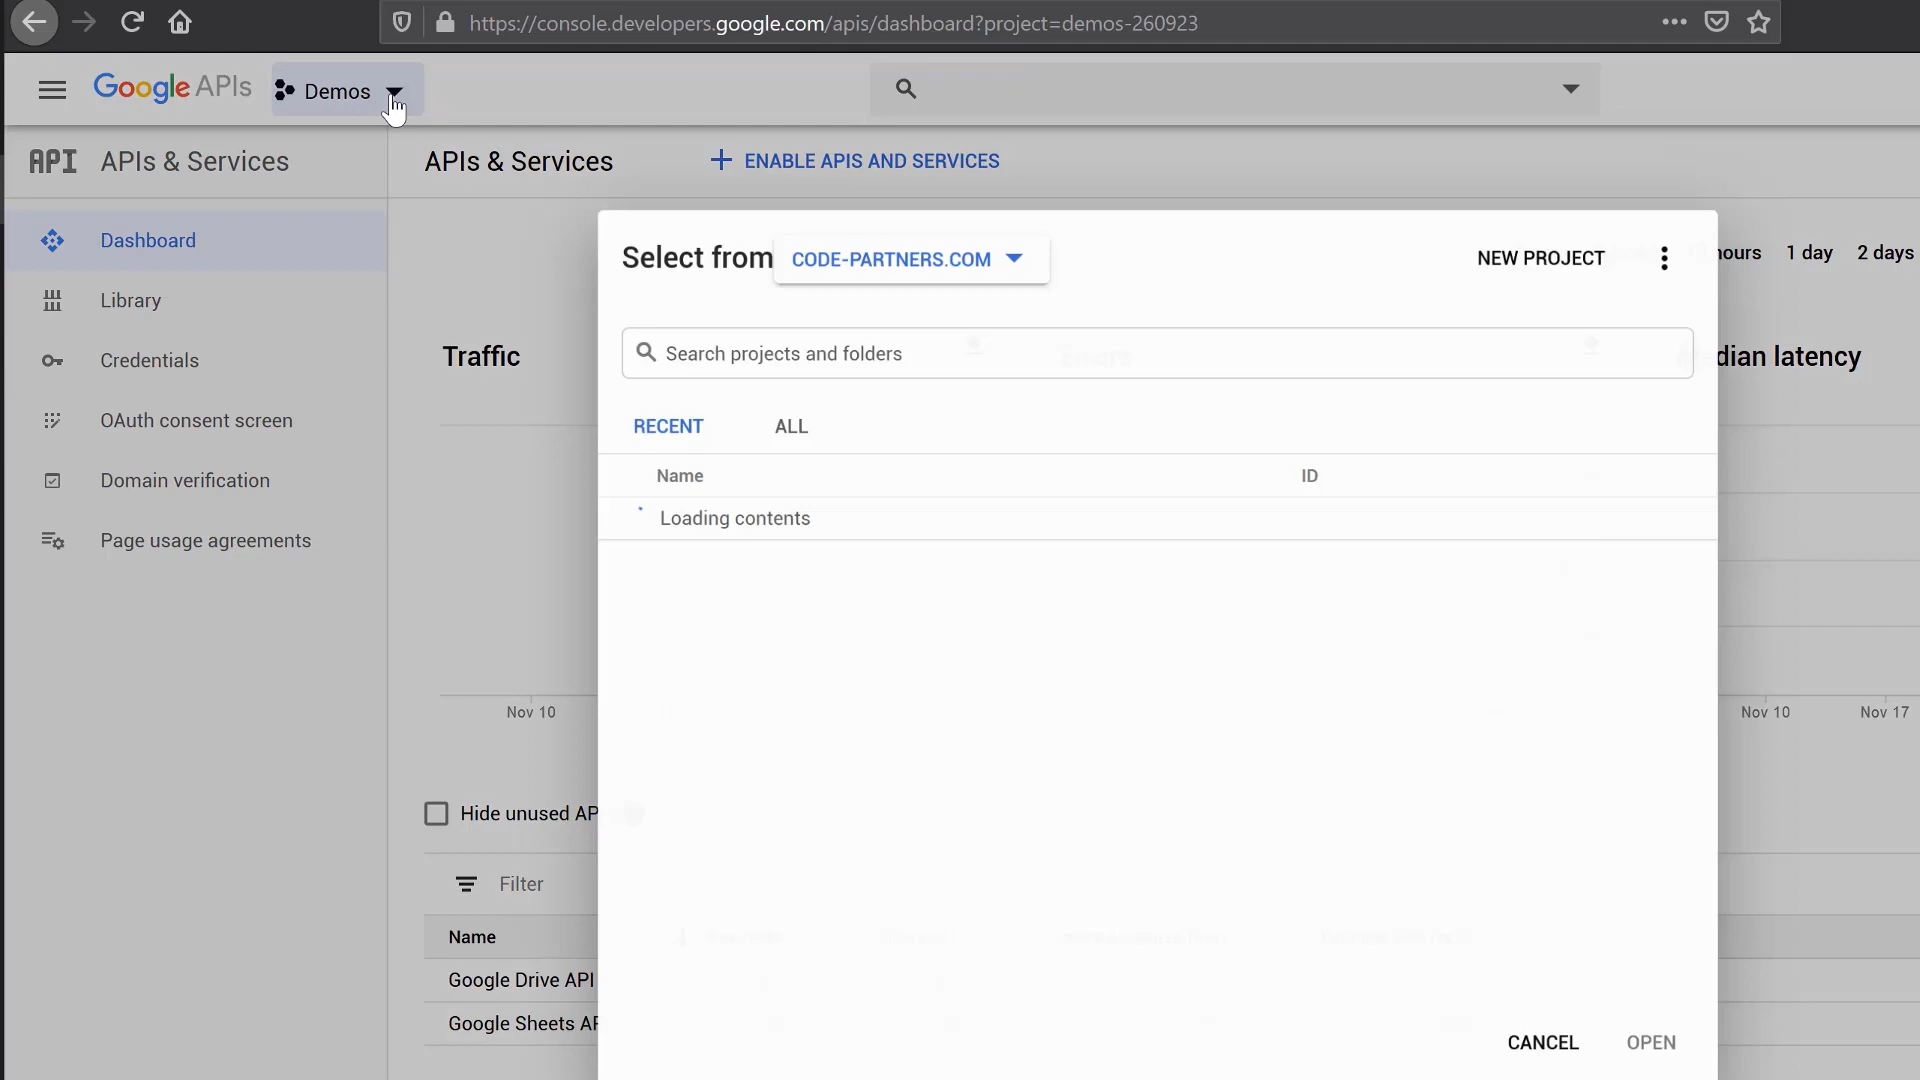 https://console.developers.google.com/apis/dashboard?project=demos-260923
Google APIs
Demos
API APIs & Services
APIs & Services
ENABLE APIS AND SERVICES
Dashboard
Library
Credentials
OAuth consent screen
Domain verification
Page usage agreements
hours 1 day 2 days
Select from CODE-PARTNERS.COM
NEW PROJECT
Search projects and folders
Traffic
Errors
dian latency
RECENT ALL
Name ID
Loading contents
Nov 10
Nov 10 Nov 17
Hide unused AP
Filter
Name
Google Drive API
Google Sheets AP
CANCEL OPEN